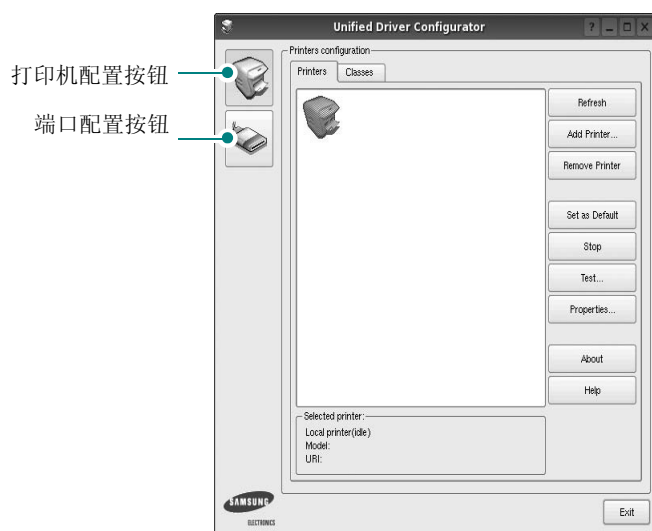 Unified Driver Configurator
打印机配置按钮
端口配置按钮
Printers configuration
Printers
Classes
Refresh
Add Printer...
Remove Printer
Set as Default
Stop
Test...
Properties...
About
Help
Selected printer:
Local printer(idle)
Model:
URI:
SAMSUNG
ELECTRONICS
Exit